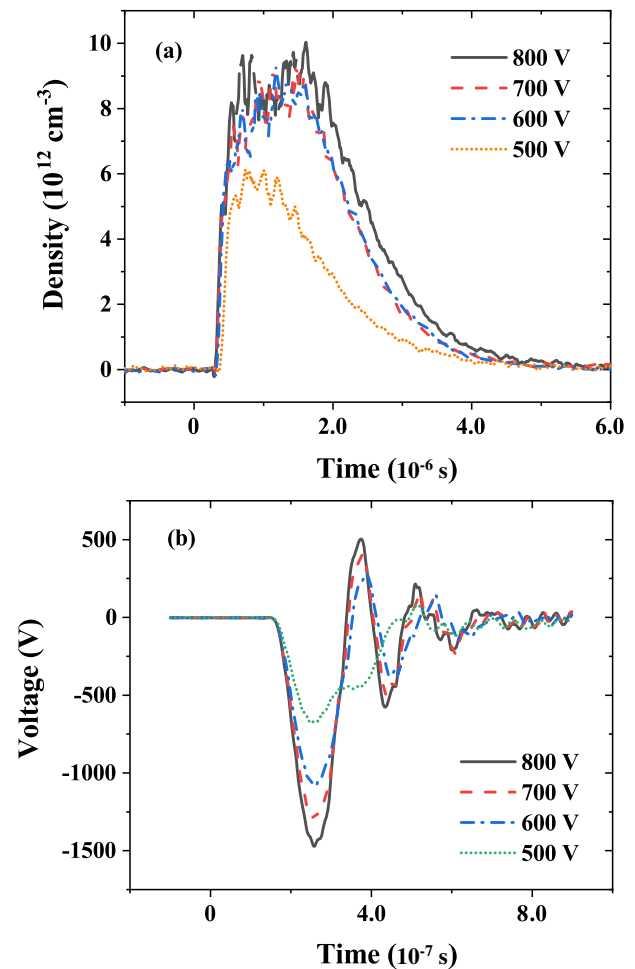 (a)
800 V
700 V
600 V
500 V
10
8
6
4
2
0
Density (10¹² cm⁻³)
0 2.0 4.0 6.0
Time (10⁻⁶ s)
(b)
500
0
-500
-1000
-1500
Voltage (V)
800 V
700 V
600 V
500 V
0 4.0 8.0
Time (10⁻⁷ s)